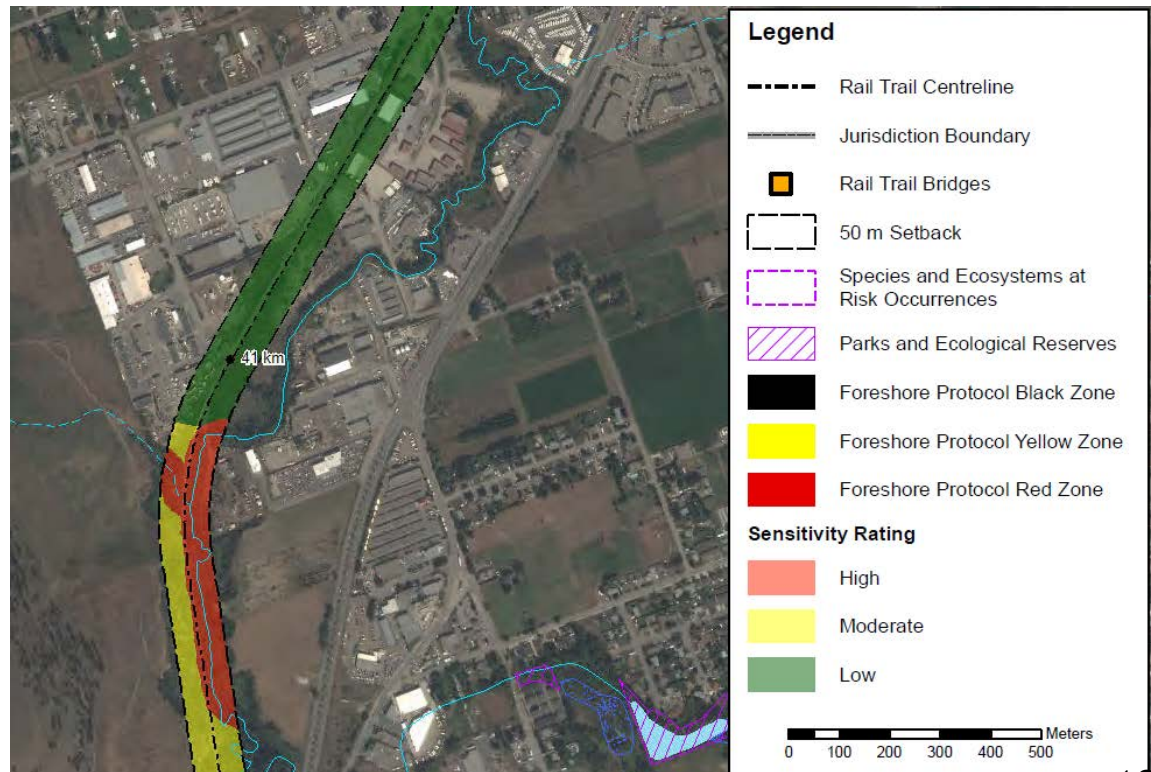 41 km
Legend
Rail Trail Centreline
Jurisdiction Boundary
Rail Trail Bridges
50 m Setback
Species and Ecosystems at
Risk Occurrences
Parks and Ecological Reserves
Foreshore Protocol Black Zone
Foreshore Protocol Yellow Zone
Foreshore Protocol Red Zone
Sensitivity Rating
High
Moderate
Low
Meters
0 100 200 300 400 500